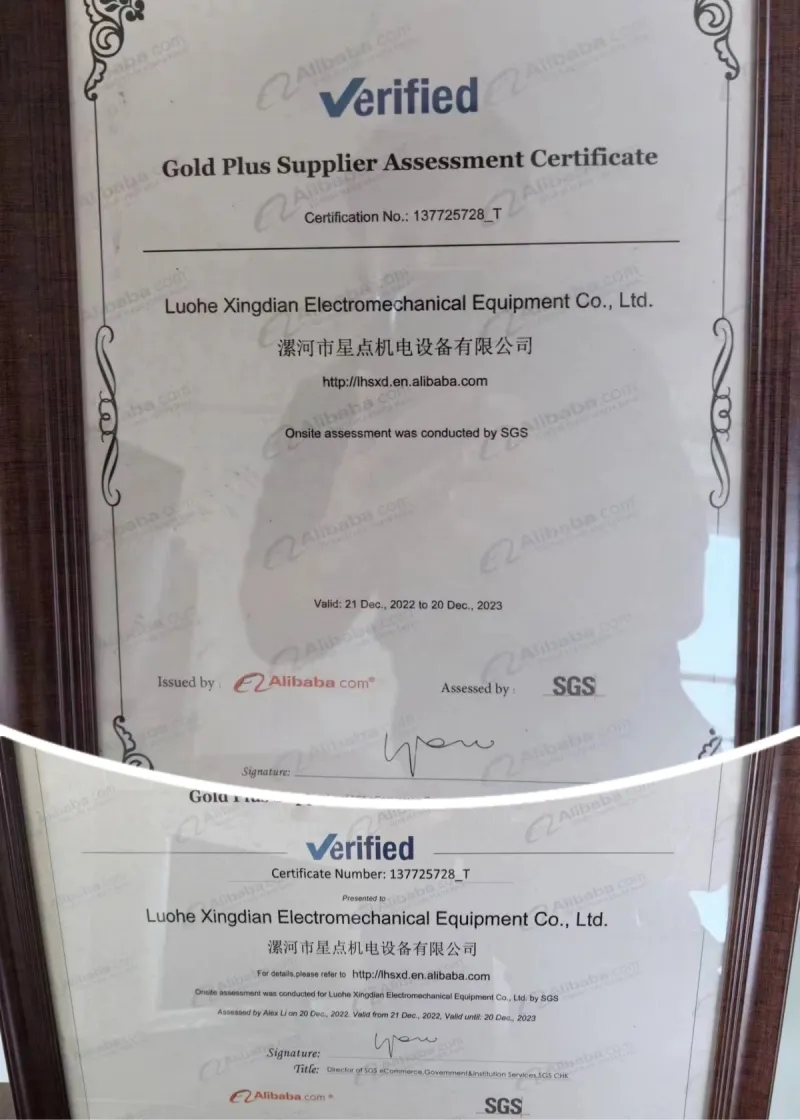 Verified
Gold Plus Supplier Assessment Certificate
Certification No.: 137725728_T
Luohe Xingdian Electromechanical Equipment Co., Ltd.
漯河市星点机电设备有限公司
http://lhsxd.en.alibaba.com
Onsite assessment was conducted by SGS
Valid: 21 Dec., 2022 to 20 Dec., 2023
Issued by : Alibaba.com® Assessed by : SGS
Signature:
Gold
Verified
Certificate Number: 137725728_T
Presented to
Luohe Xingdian Electromechanical Equipment Co., Ltd.
漯河市星点机电设备有限公司
For details,please refer to http://lhsxd.en.alibaba.com
Onsite assessment was conducted for Luohe Xingdian Electromechanical Equipment Co., Ltd. by SGS
Assessed by Alex Li on 20 Dec., 2022. Valid from 21 Dec., 2022, Valid until: 20 Dec., 2023
Signature:
Title: Director of SGS eCommerce,Government&Institution Services,SGS CHK
Alibaba.com® SGS